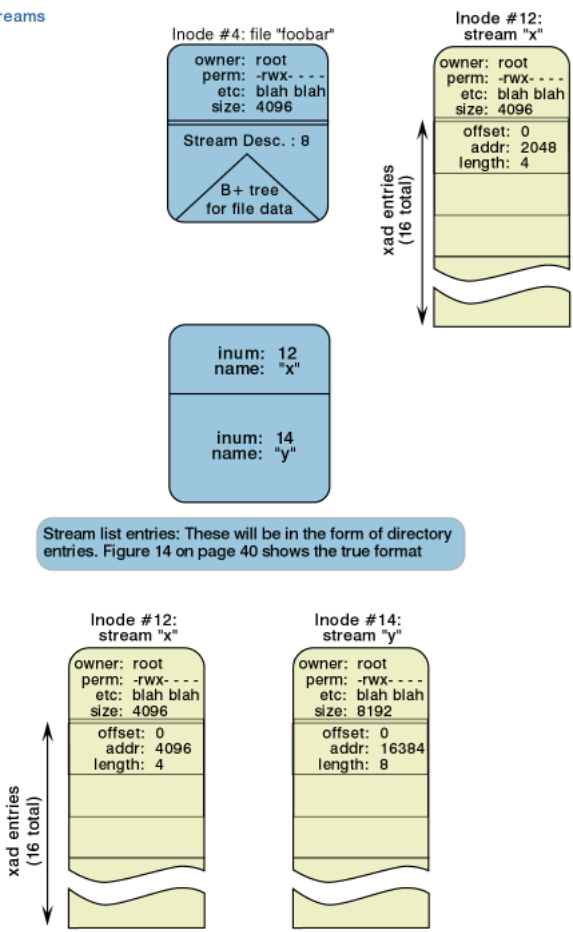 reams
Inode #4: file "foobar"
owner: root
perm: -rwx- - - -
etc: blah blah
size: 4096
Stream Desc. : 8
B+ tree
for file data
Inode #12:
stream "x"
owner: root
perm: -rwx- - - -
etc: blah blah
size: 4096
offset: 0
addr: 2048
length: 4
xad entries
(16 total)
inum: 12
name: "x"
inum: 14
name: "y"
Stream list entries: These will be in the form of directory
entries. Figure 14 on page 40 shows the true format
Inode #12:
stream "x"
owner: root
perm: -rwx- - - -
etc: blah blah
size: 4096
offset: 0
addr: 4096
length: 4
xad entries
(16 total)
Inode #14:
stream "y"
owner: root
perm: -rwx- - - -
etc: blah blah
size: 8192
offset: 0
addr: 16384
length: 8